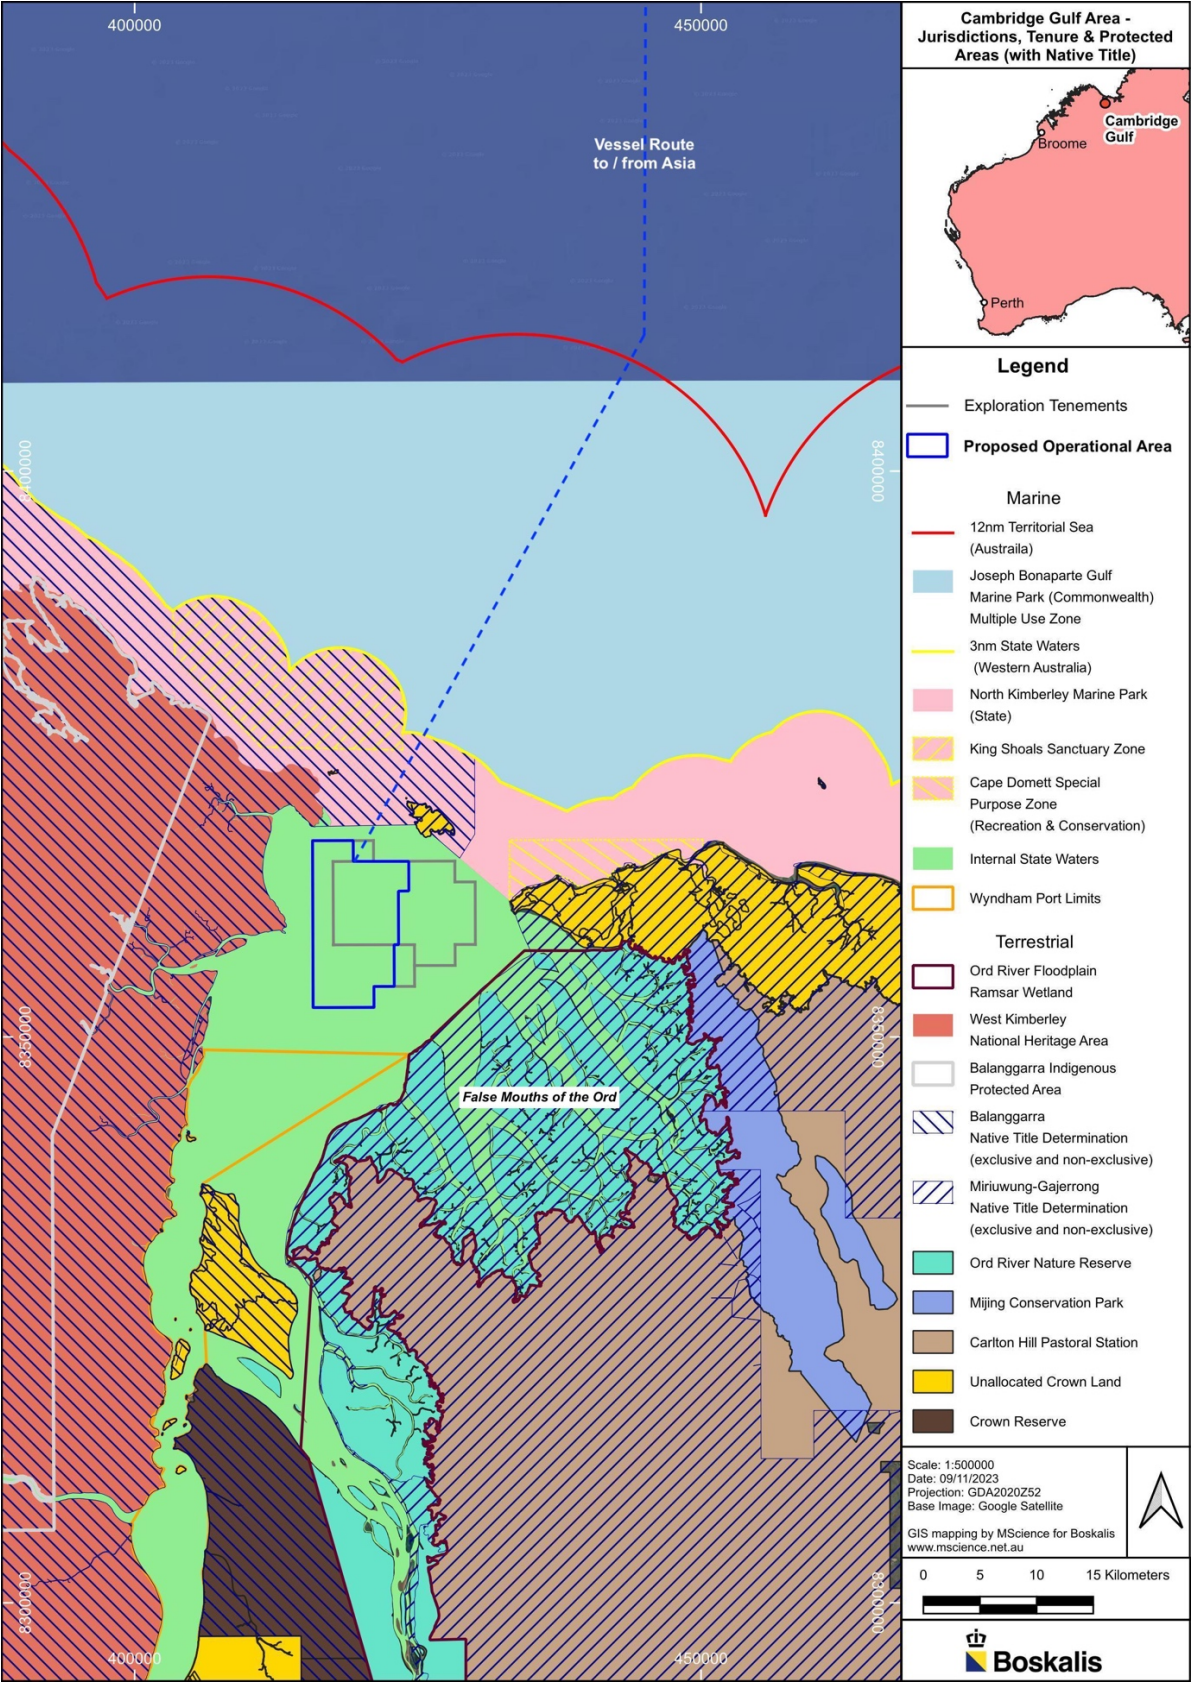 400000
450000
Vessel Route
to / from Asia
8400000
8400000
8350000
8350000
False Mouths of the Ord
8300000
8300000
400000
450000
Cambridge Gulf Area -
Jurisdictions, Tenure & Protected
Areas (with Native Title)
Cambridge
Gulf
Broome
Perth
Legend
Exploration Tenements
Proposed Operational Area
Marine
12nm Territorial Sea
(Austraila)
Joseph Bonaparte Gulf
Marine Park (Commonwealth)
Multiple Use Zone
3nm State Waters
(Western Australia)
North Kimberley Marine Park
(State)
King Shoals Sanctuary Zone
Cape Domett Special
Purpose Zone
(Recreation & Conservation)
Internal State Waters
Wyndham Port Limits
Terrestrial
Ord River Floodplain
Ramsar Wetland
West Kimberley
National Heritage Area
Balanggarra Indigenous
Protected Area
Balanggarra
Native Title Determination
(exclusive and non-exclusive)
Miriuwung-Gajerrong
Native Title Determination
(exclusive and non-exclusive)
Ord River Nature Reserve
Mijing Conservation Park
Carlton Hill Pastoral Station
Unallocated Crown Land
Crown Reserve
Scale: 1:500000
Date: 09/11/2023
Projection: GDA2020Z52
Base Image: Google Satellite
GIS mapping by MScience for Boskalis
www.mscience.net.au
0 5 10 15 Kilometers
Boskalis